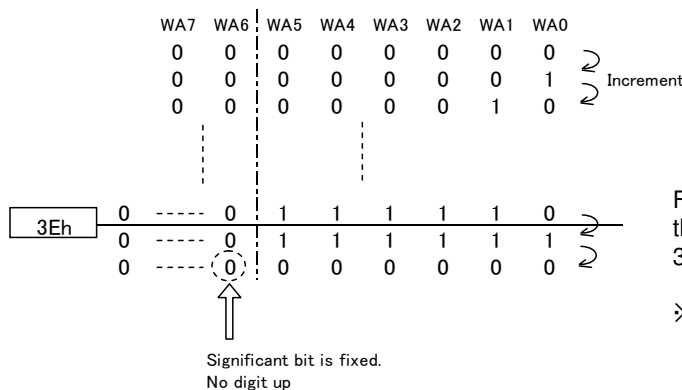 WA7 WA6 WA5 WA4 WA3 WA2 WA1 WA0
0 0 0 0 0 0 0 0
0 0 0 0 0 0 0 1 Increment
0 0 0 0 0 0 1 0
0 ----- 0 1 1 1 1 1 0
3Eh
0 ----- 0 1 1 1 1 1 1
0 ----- 0 0 0 0 0 0 0
3
※
Significant bit is fixed.
No digit up